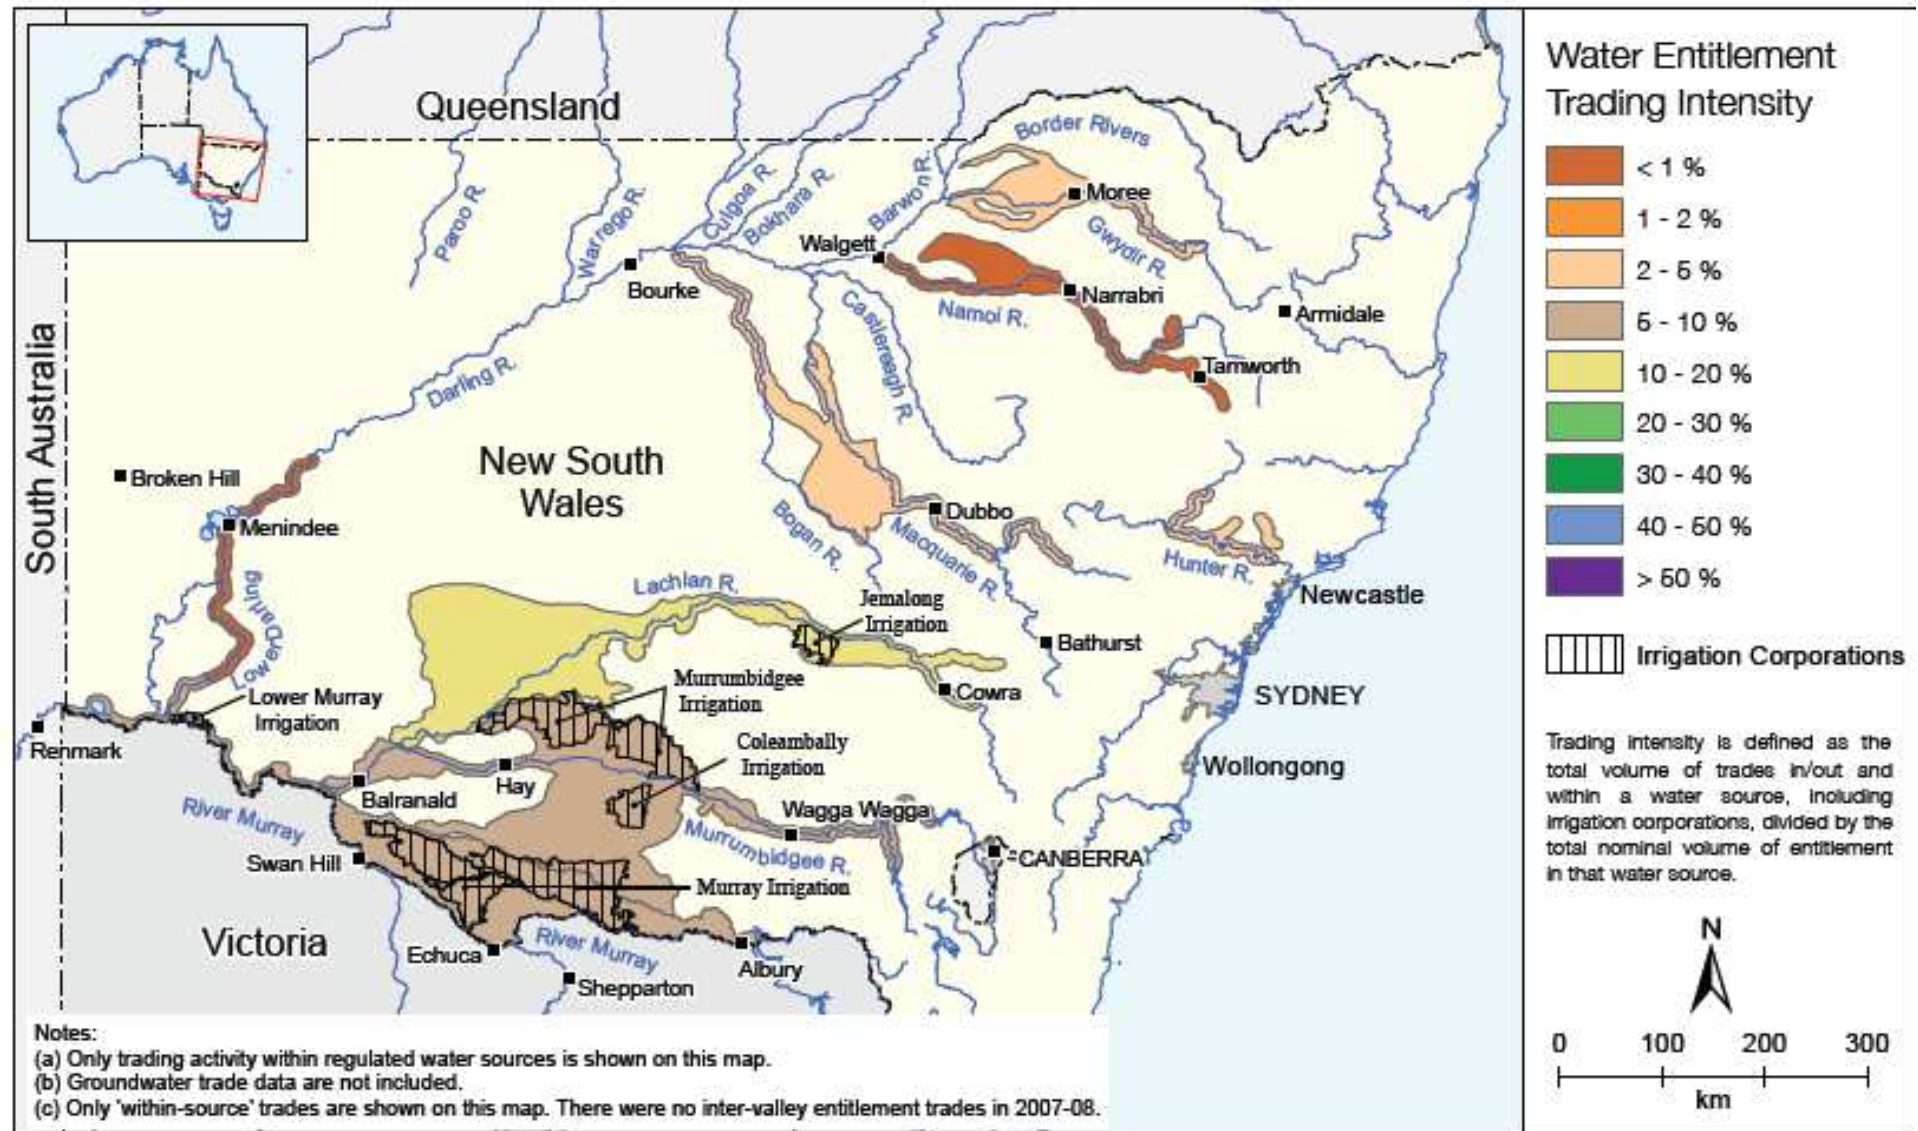 Queensland
Border Rivers
Paroo R.
Warrego R.
Culgoa R.
Bokhara R.
Barwon R.
Moree
Gwydir R.
Walgett
Bourke
Narrabri
Namoi R.
Armidale
Castlereagh R.
Tamworth
Darling R.
South Australia
New South
Wales
Broken Hill
Menindee
Dubbo
Bogan R.
Macquarie R.
Hunter R.
Newcastle
Lachlan R.
Jemalong
Irrigation
Lower Darling
Bathurst
Murrumbidgee
Irrigation
Cowra
SYDNEY
Lower Murray
Irrigation
Renmark
Coleambally
Irrigation
Wollongong
Hay
Balranald
River Murray
Wagga Wagga
Murrumbidgee R.
Swan Hill
CANBERRA
Murray Irrigation
Victoria
Echuca
River Murray
Albury
Shepparton
Notes:
(a) Only trading activity within regulated water sources is shown on this map.
(b) Groundwater trade data are not included.
(c) Only 'within-source' trades are shown on this map. There were no inter-valley entitlement trades in 2007-08.
Water Entitlement
Trading Intensity
< 1 %
1 - 2 %
2 - 5 %
5 - 10 %
10 - 20 %
20 - 30 %
30 - 40 %
40 - 50 %
> 50 %
Irrigation Corporations
Trading intensity is defined as the
total volume of trades in/out and
within a water source, including
irrigation corporations, divided by the
total nominal volume of entitlement
in that water source.
N
0 100 200 300
km